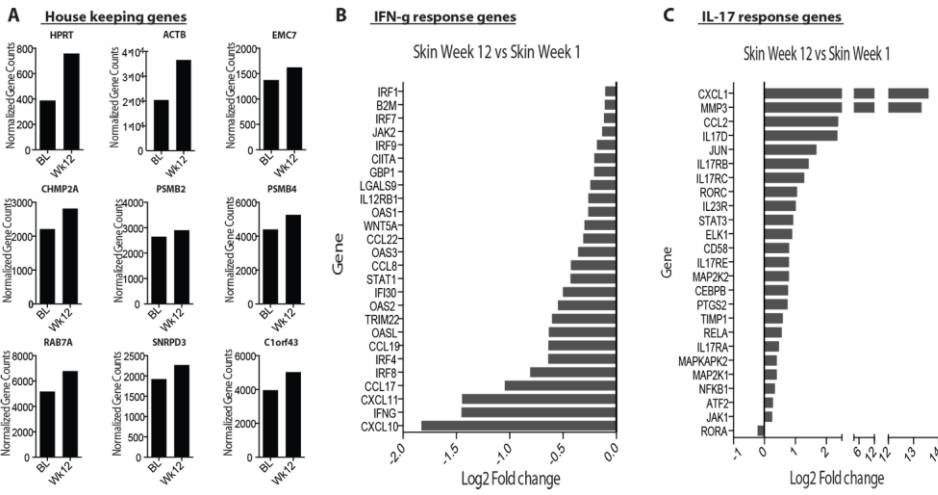 A House keeping genes
HPRT
ACTB
EMC7
Normalized Gene Counts
800
600
400
200
0
BL Wk12
4*10⁴
3*10⁴
2*10⁴
1*10⁴
0
BL Wk12
2000
1500
1000
500
0
BL Wk12
CHMP2A
PSMB2
PSMB4
Normalized Gene Counts
3000
2000
1000
0
BL Wk12
Normalized Gene Counts
4000
3000
2000
1000
0
BL Wk12
Normalized Gene Counts
6000
4000
2000
0
BL Wk12
RAB7A
SNRPD3
C1orf43
Normalized Gene Counts
8000
6000
4000
2000
0
BL Wk12
Normalized Gene Counts
2500
2000
1500
1000
500
0
BL Wk12
Normalized Gene Counts
6000
4000
2000
0
BL Wk12
B IFN-g response genes
Skin Week 12 vs Skin Week 1
Gene
IRF1
B2M
IRF7
JAK2
IRF9
CIITA
GBP1
LGALS9
IL12RB1
OAS1
WNT5A
CCL22
OAS3
CCL8
STAT1
IFI30
OAS2
TRIM22
OASL
CCL19
IRF4
IRF8
CCL17
CXCL11
IFNG
CXCL10
-2.0 -1.5 -1.0 -0.5 0.0
Log2 Fold change
C IL-17 response genes
Skin Week 12 vs Skin Week 1
Gene
CXCL1
MMP3
CCL2
IL17D
JUN
IL17RB
IL17RC
RORC
IL23R
STAT3
ELK1
CD58
IL17RE
MAP2K2
CEBPB
PTGS2
TIMP1
RELA
IL17RA
MAPKAPK2
MAP2K1
NFKB1
ATF2
JAK1
RORA
-1 0 1 2 6 12 12 13 14
Log2 Fold change